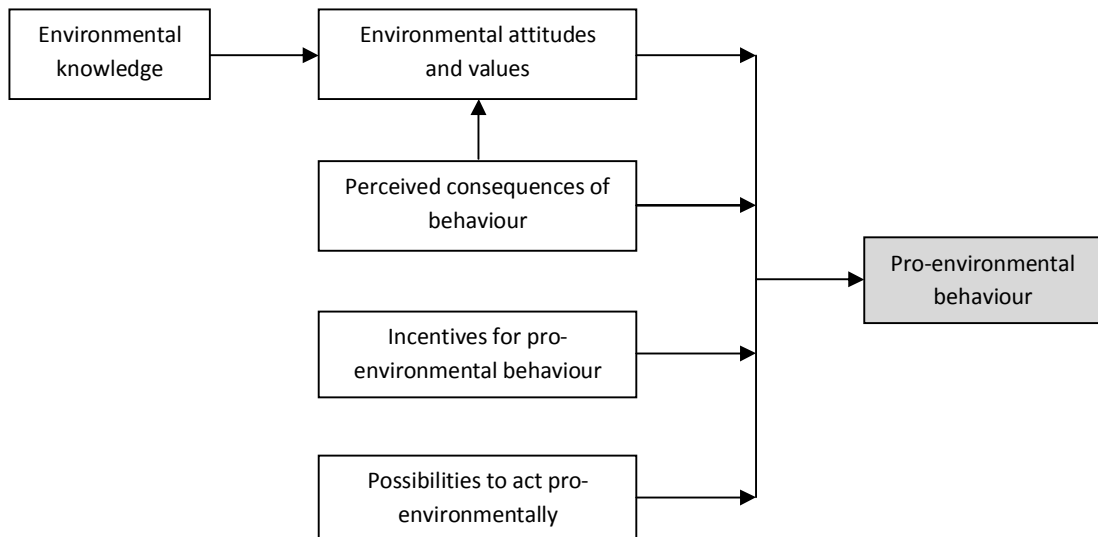 Environmental
knowledge
Environmental attitudes
and values
Perceived consequences of
behaviour
Pro-environmental
behaviour
Incentives for pro-
environmental behaviour
Possibilities to act pro-
environmentally